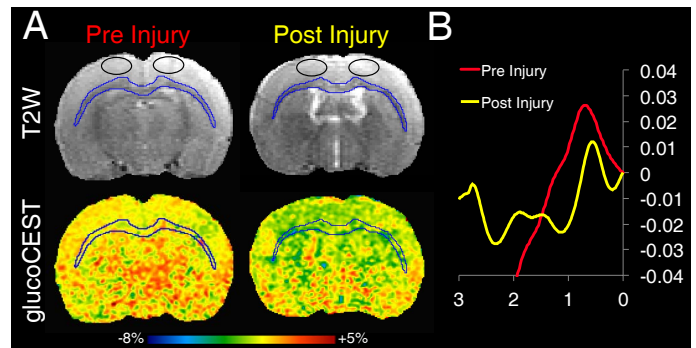 A
Pre Injury
Post Injury
T2W
glucoCEST
-8%
+5%
B
Pre Injury
Post Injury
0.04
0.03
0.02
0.01
0
-0.01
-0.02
-0.03
-0.04
3
2
1
0